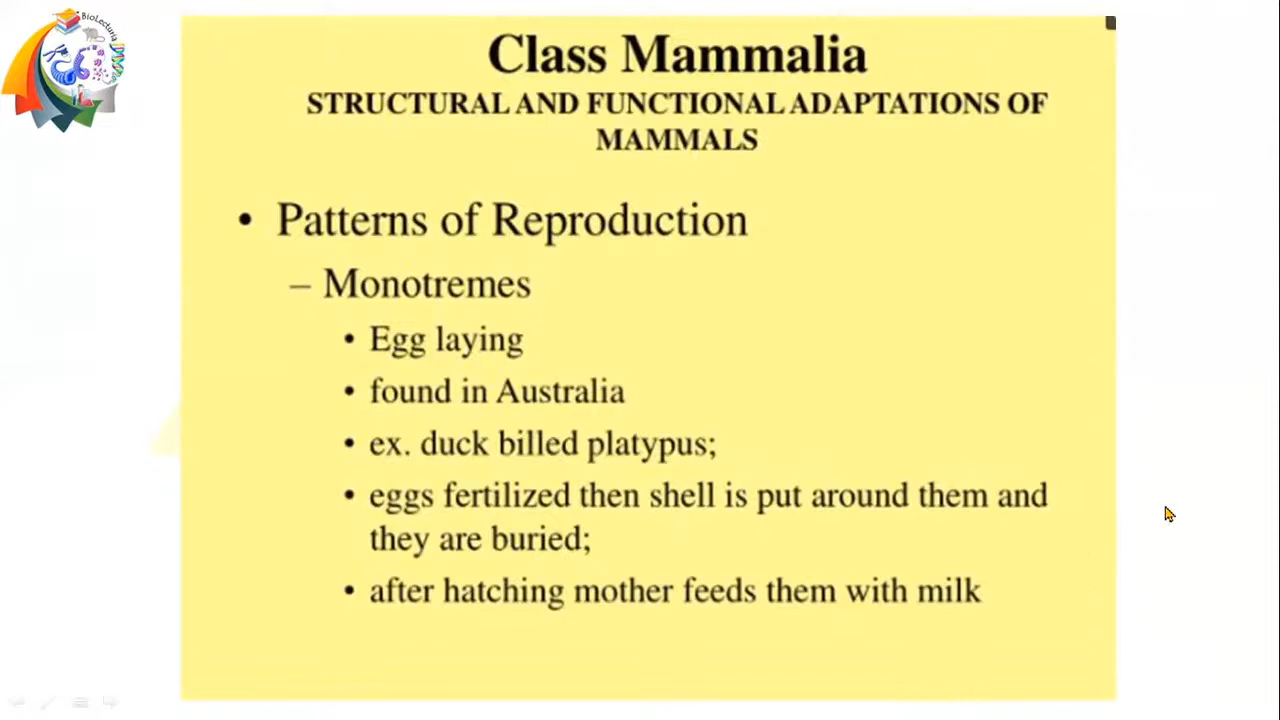 BioLecturia
Class Mammalia
STRUCTURAL AND FUNCTIONAL ADAPTATIONS OF
MAMMALS
• Patterns of Reproduction
– Monotremes
• Egg laying
• found in Australia
• ex. duck billed platypus;
• eggs fertilized then shell is put around them and
they are buried;
• after hatching mother feeds them with milk